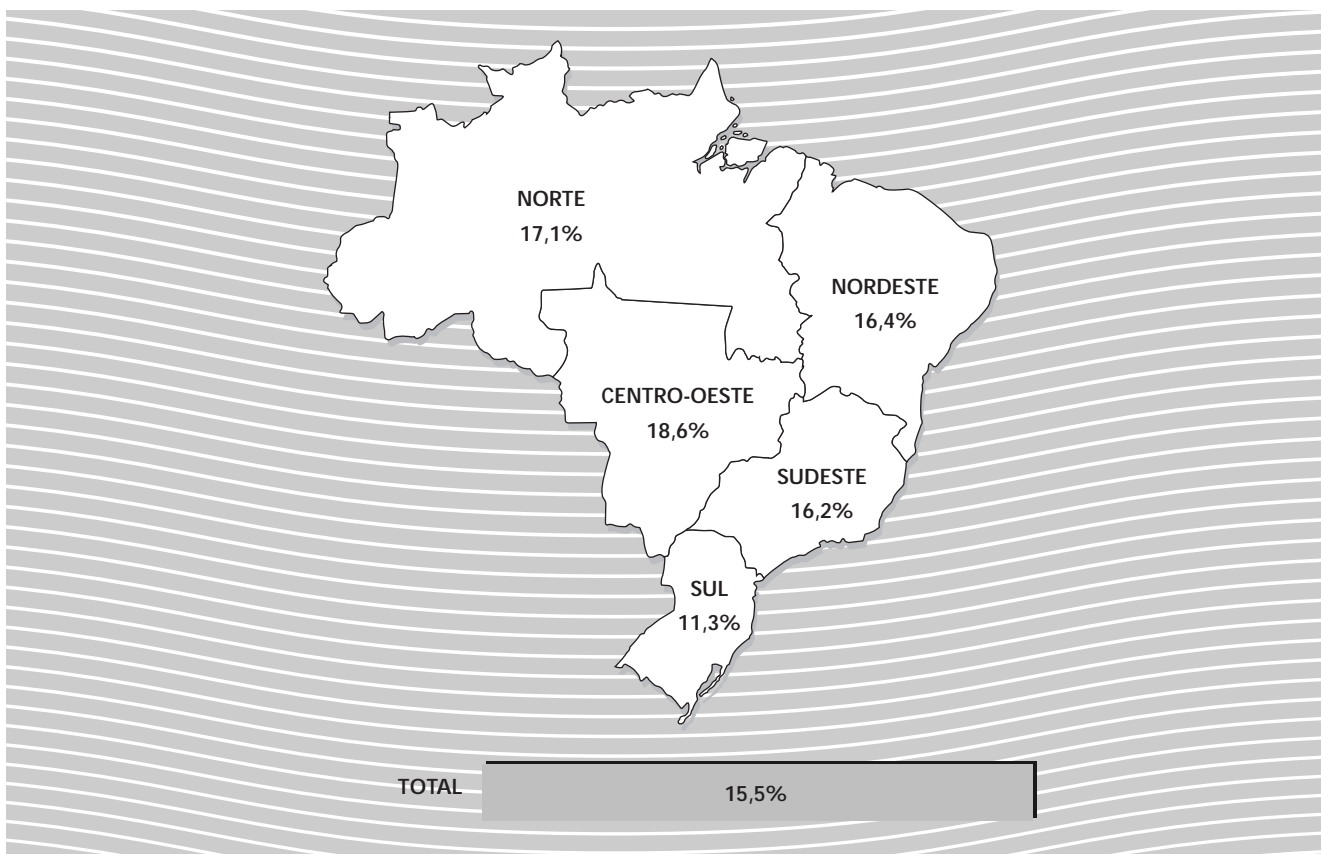 NORTE
17,1%
NORDESTE
16,4%
CENTRO-OESTE
18,6%
SUDESTE
16,2%
SUL
11,3%
TOTAL
15,5%